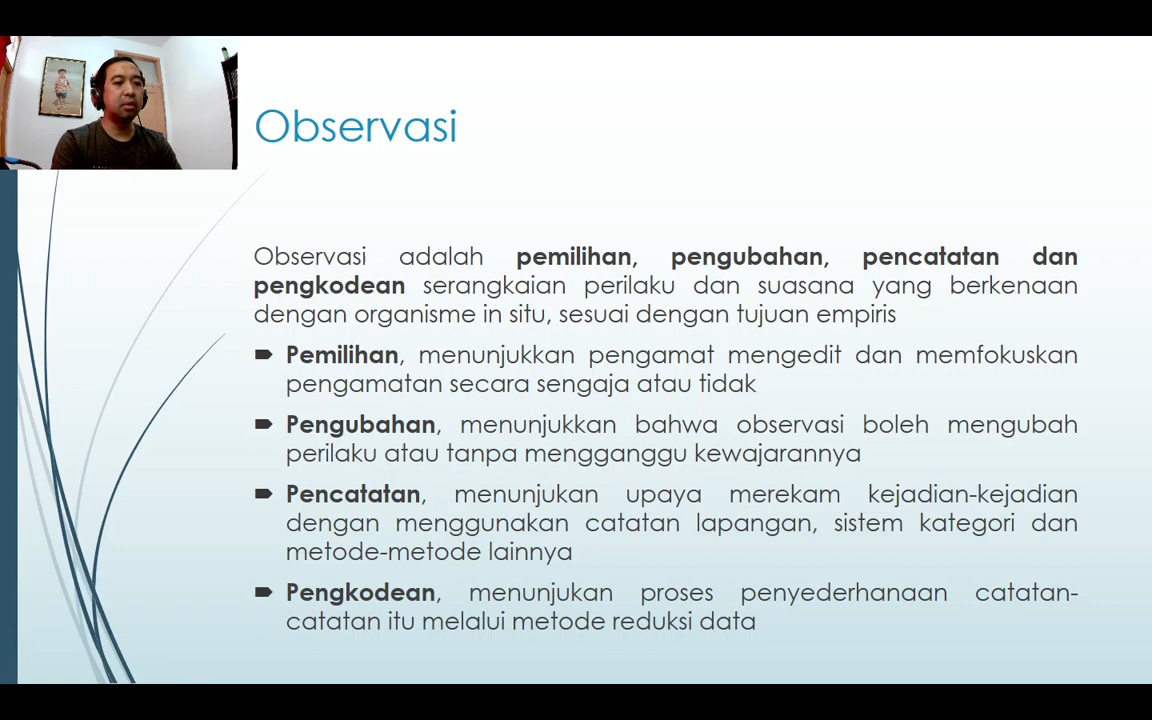 Observasi
Observasi adalah pemilihan, pengubahan, pencatatan dan
pengkodean serangkaian perilaku dan suasana yang berkenaan
dengan organisme in situ, sesuai dengan tujuan empiris
Pemilihan, menunjukkan pengamat mengedit dan memfokuskan
pengamatan secara sengaja atau tidak
Pengubahan, menunjukkan bahwa observasi boleh mengubah
perilaku atau tanpa mengganggu kewajarannya
Pencatatan, menunjukan upaya merekam kejadian-kejadian
dengan menggunakan catatan lapangan, sistem kategori dan
metode-metode lainnya
Pengkodean, menunjukan proses penyederhanaan catatan-
catatan itu melalui metode reduksi data